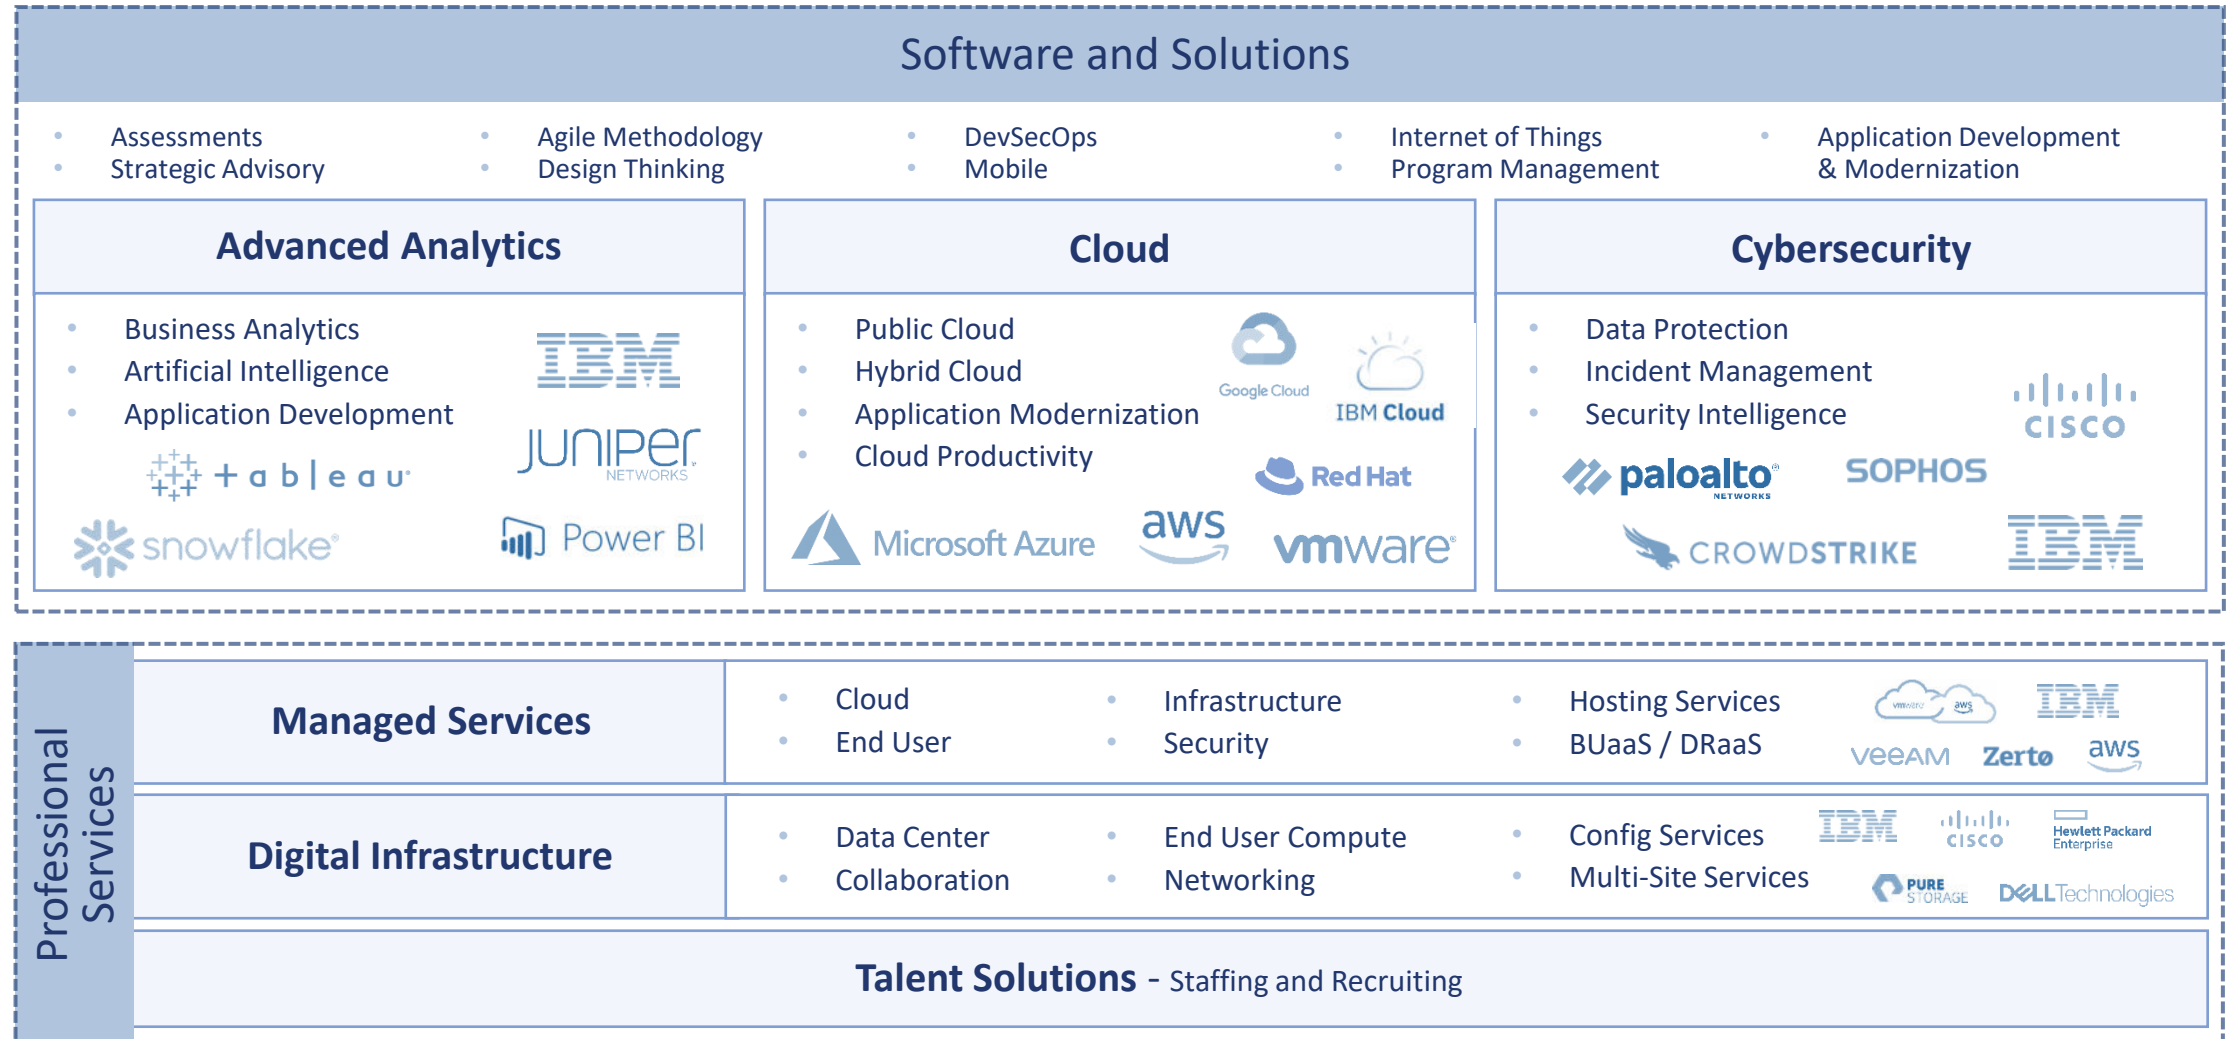 Software and Solutions
Assessments
Strategic Advisory
Agile Methodology
Design Thinking
DevSecOps
Mobile
Internet of Things
Program Management
Application Development
& Modernization
Advanced Analytics
Business Analytics
Artificial Intelligence
Application Development
IBM
JUNIPER
NETWORKS
+ableau
snowflake®
Power BI
Cloud
Public Cloud
Hybrid Cloud
Application Modernization
Cloud Productivity
Google Cloud
IBM Cloud
Red Hat
Microsoft Azure
aws
vmware®
Cybersecurity
Data Protection
Incident Management
Security Intelligence
CISCO
paloalto®
NETWORKS
SOPHOS
CROWDSTRIKE
IBM
Professional
Services
Managed Services
Cloud
End User
Infrastructure
Security
Hosting Services
BUaaS / DRaaS
vmware
aws
IBM
veeAM
Zertø
aws
Digital Infrastructure
Data Center
Collaboration
End User Compute
Networking
Config Services
Multi-Site Services
IBM
CISCO
Hewlett Packard
Enterprise
PURE
STORAGE
DELLTechnologies
Talent Solutions - Staffing and Recruiting